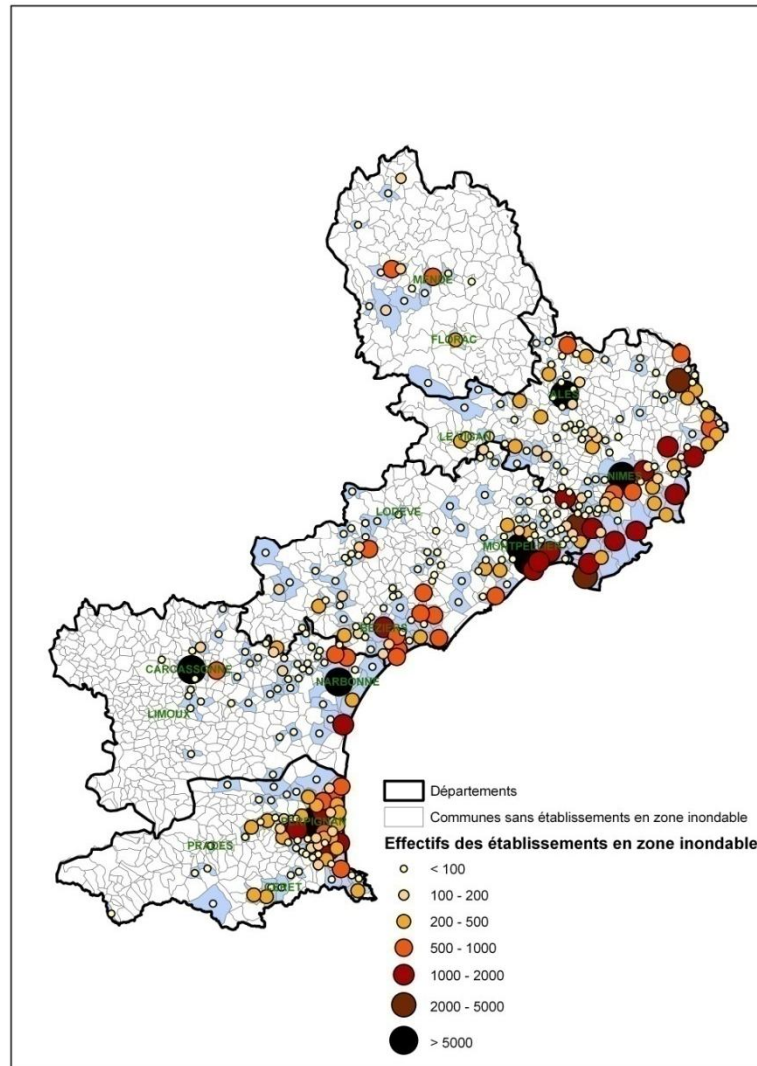 MENDE
FLORAC
ALES
LE VIGAN
NIMES
LODEVE
MONTPELLIER
BEZIERS
CARCASSONNE
NARBONNE
LIMOUX
PERPIGNAN
PRADES
CERET
Départements
Communes sans établissements en zone inondable
Effectifs des établissements en zone inondable
< 100
100 - 200
200 - 500
500 - 1000
1000 - 2000
2000 - 5000
> 5000